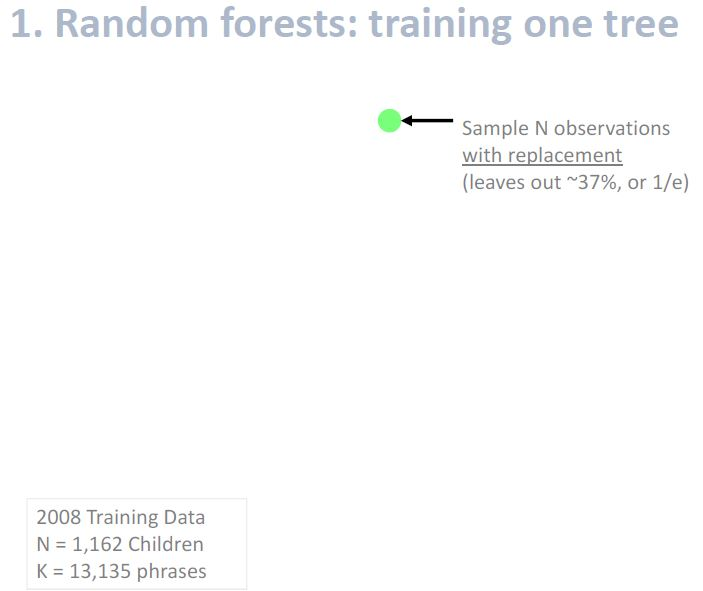 1. Random forests: training one tree
Sample N observations
with replacement
(leaves out ~37%, or 1/e)
2008 Training Data
N = 1,162 Children
K = 13,135 phrases